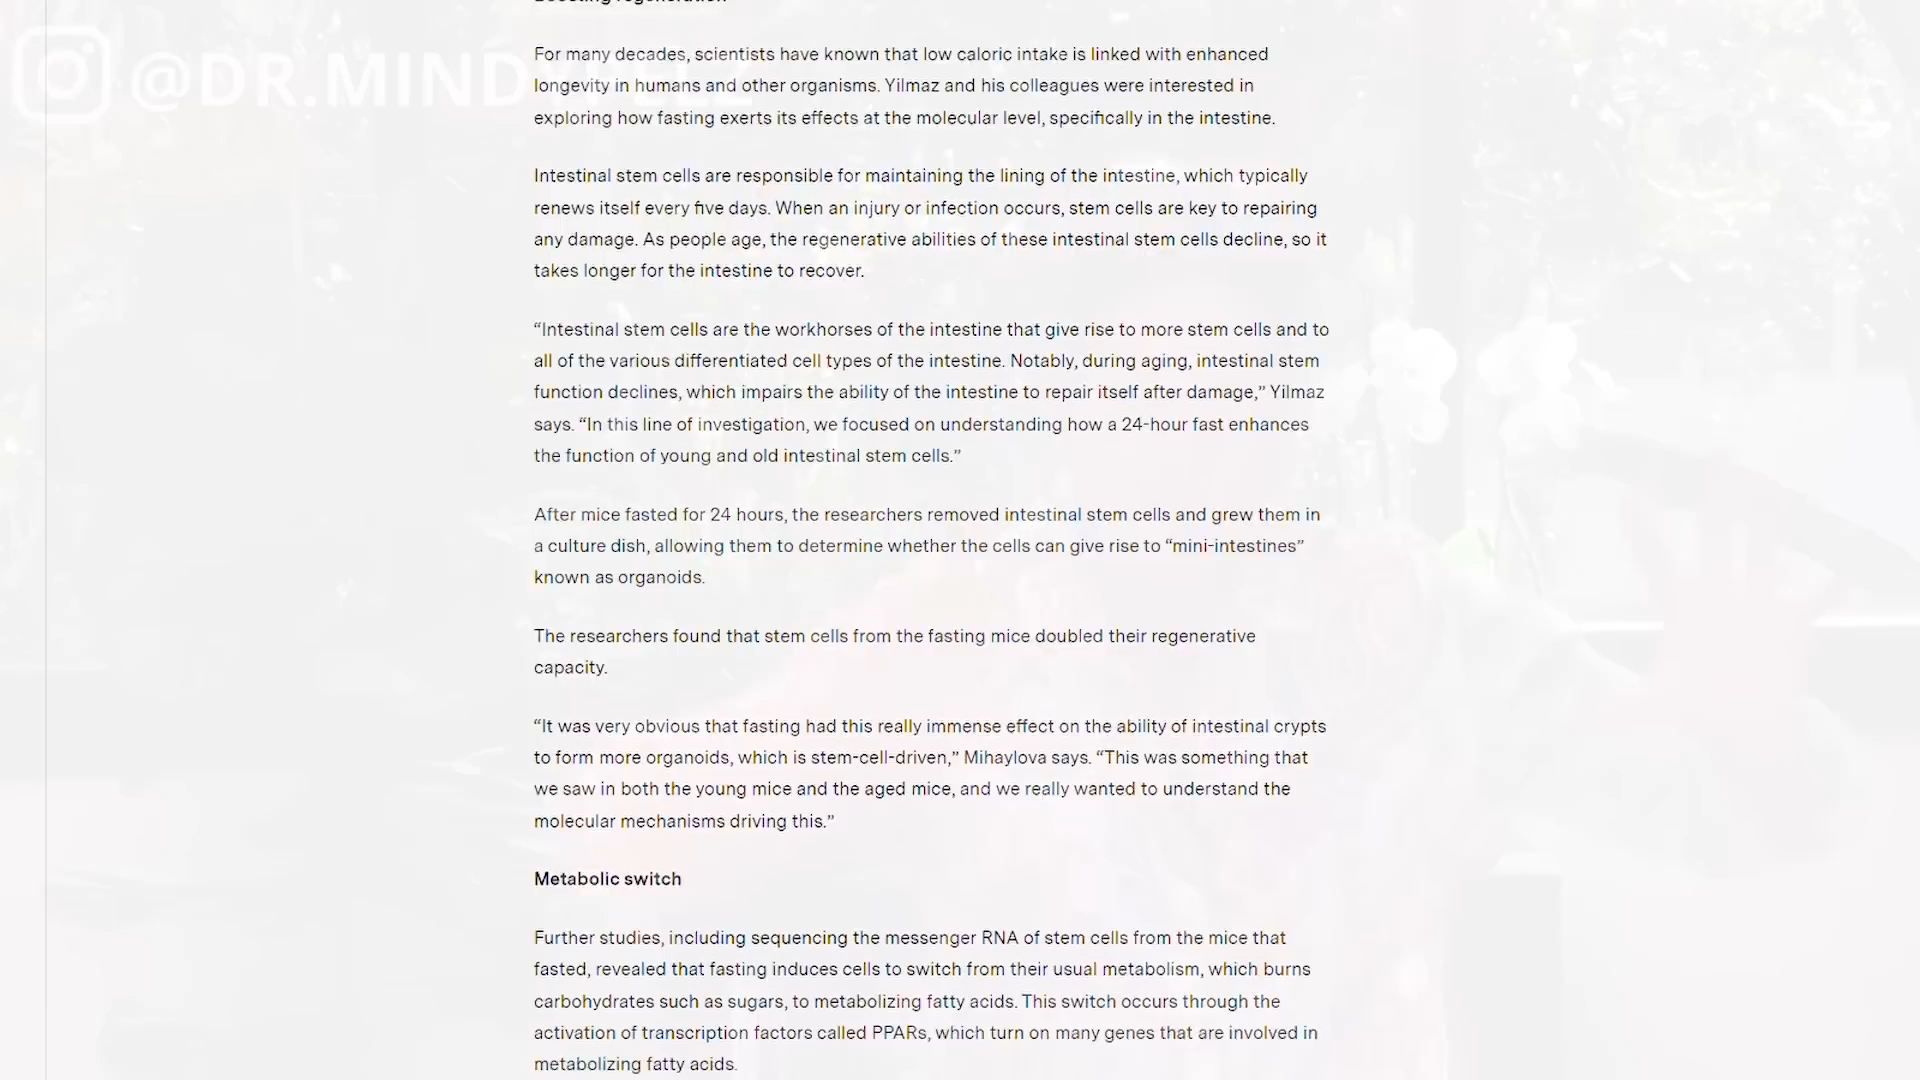 @DR.MIND
For many decades, scientists have known that low caloric intake is linked with enhanced
longevity in humans and other organisms. Yilmaz and his colleagues were interested in
exploring how fasting exerts its effects at the molecular level, specifically in the intestine.
Intestinal stem cells are responsible for maintaining the lining of the intestine, which typically
renews itself every five days. When an injury or infection occurs, stem cells are key to repairing
any damage. As people age, the regenerative abilities of these intestinal stem cells decline, so it
takes longer for the intestine to recover.
“Intestinal stem cells are the workhorses of the intestine that give rise to more stem cells and to
all of the various differentiated cell types of the intestine. Notably, during aging, intestinal stem
function declines, which impairs the ability of the intestine to repair itself after damage,” Yilmaz
says. “In this line of investigation, we focused on understanding how a 24-hour fast enhances
the function of young and old intestinal stem cells.”
After mice fasted for 24 hours, the researchers removed intestinal stem cells and grew them in
a culture dish, allowing them to determine whether the cells can give rise to “mini-intestines”
known as organoids.
The researchers found that stem cells from the fasting mice doubled their regenerative
capacity.
“It was very obvious that fasting had this really immense effect on the ability of intestinal crypts
to form more organoids, which is stem-cell-driven,” Mihaylova says. “This was something that
we saw in both the young mice and the aged mice, and we really wanted to understand the
molecular mechanisms driving this.”
Metabolic switch
Further studies, including sequencing the messenger RNA of stem cells from the mice that
fasted, revealed that fasting induces cells to switch from their usual metabolism, which burns
carbohydrates such as sugars, to metabolizing fatty acids. This switch occurs through the
activation of transcription factors called PPARs, which turn on many genes that are involved in
metabolizing fatty acids.